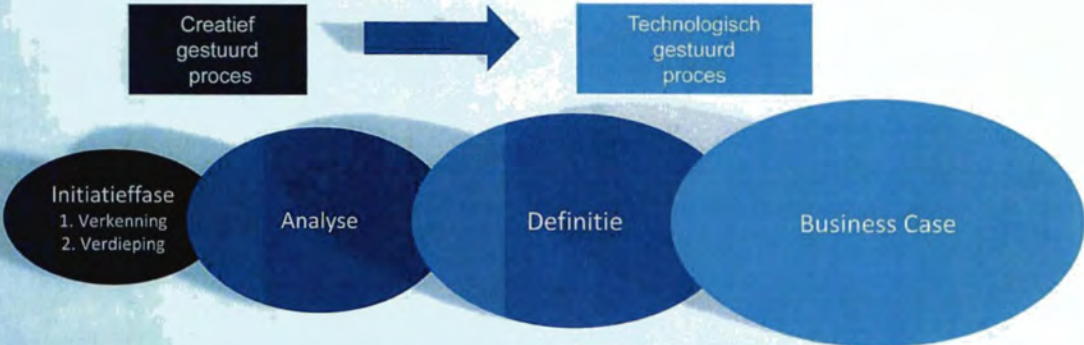 Creatief
gestuurd
proces
Technologisch
gestuurd
proces
Initiatieffase
1. Verkenning
2. Verdieping
Analyse
Definitie
Business Case